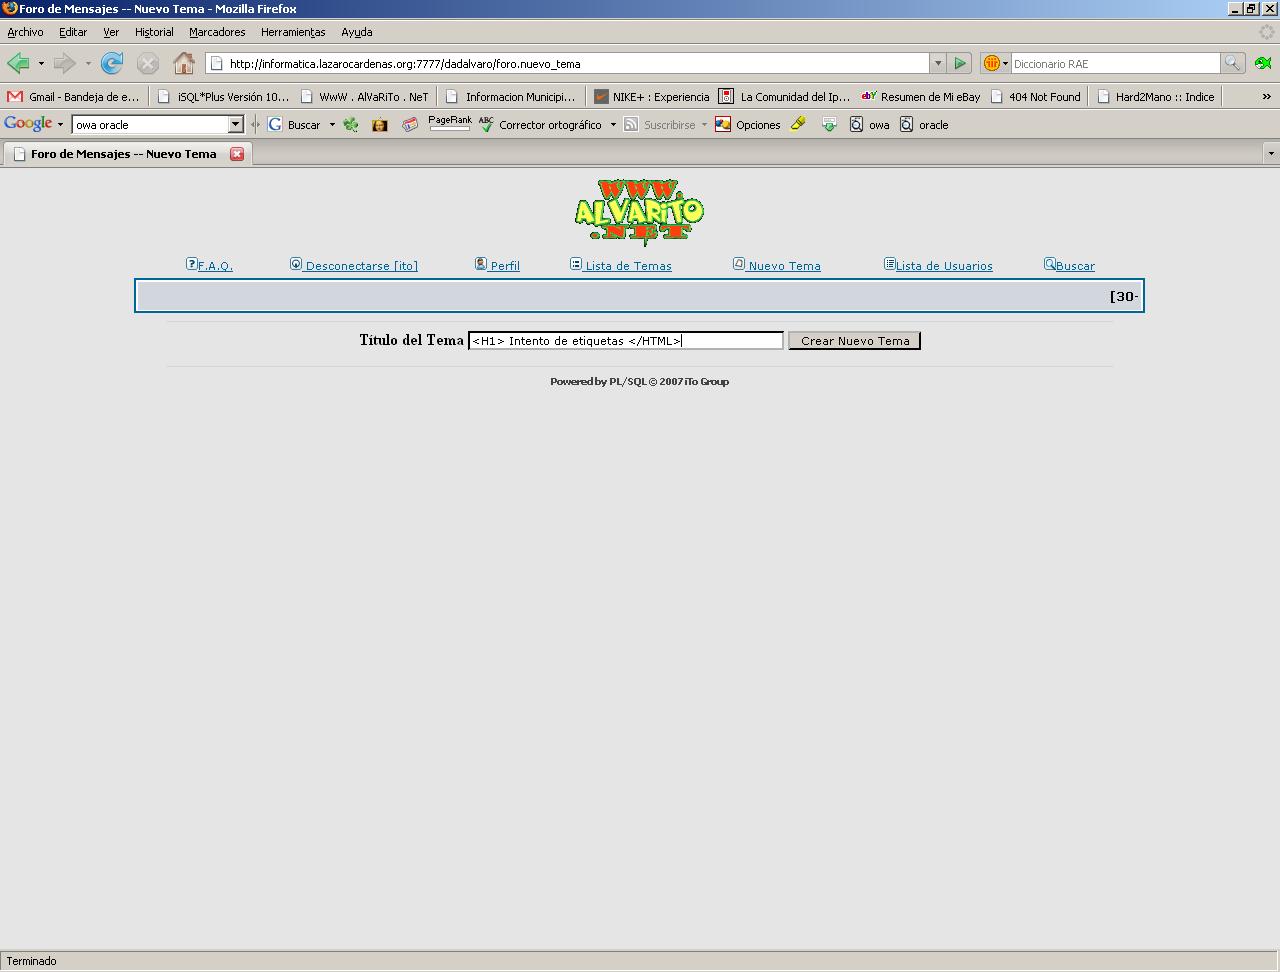 Foro de Mensajes -- Nuevo Tema - Mozilla Firefox
Archivo Editar Ver Historial Marcadores Herramientas Ayuda
http://informatica.lazarocardenas.org:7777/dadalvaro/foro.nuevo_tema Diccionario RAE
Gmail - Bandeja de e... iSQL*Plus Versión 10... WwW . AlVaRiTo . NeT Informacion Municipi... NIKE+ : Experiencia La Comunidad del Ip... Resumen de Mi eBay 404 Not Found Hard2Mano :: Indice »
Google owa oracle Buscar PageRank Corrector ortográfico Suscribirse Opciones owa oracle
Foro de Mensajes -- Nuevo Tema
WWW.
ALVARiTO
.NET
F.A.Q. Desconectarse [ito] Perfil Lista de Temas Nuevo Tema Lista de Usuarios Buscar
[30-
Título del Tema <H1> Intento de etiquetas </HTML> Crear Nuevo Tema
Powered by PL/SQL © 2007 iTo Group
Terminado